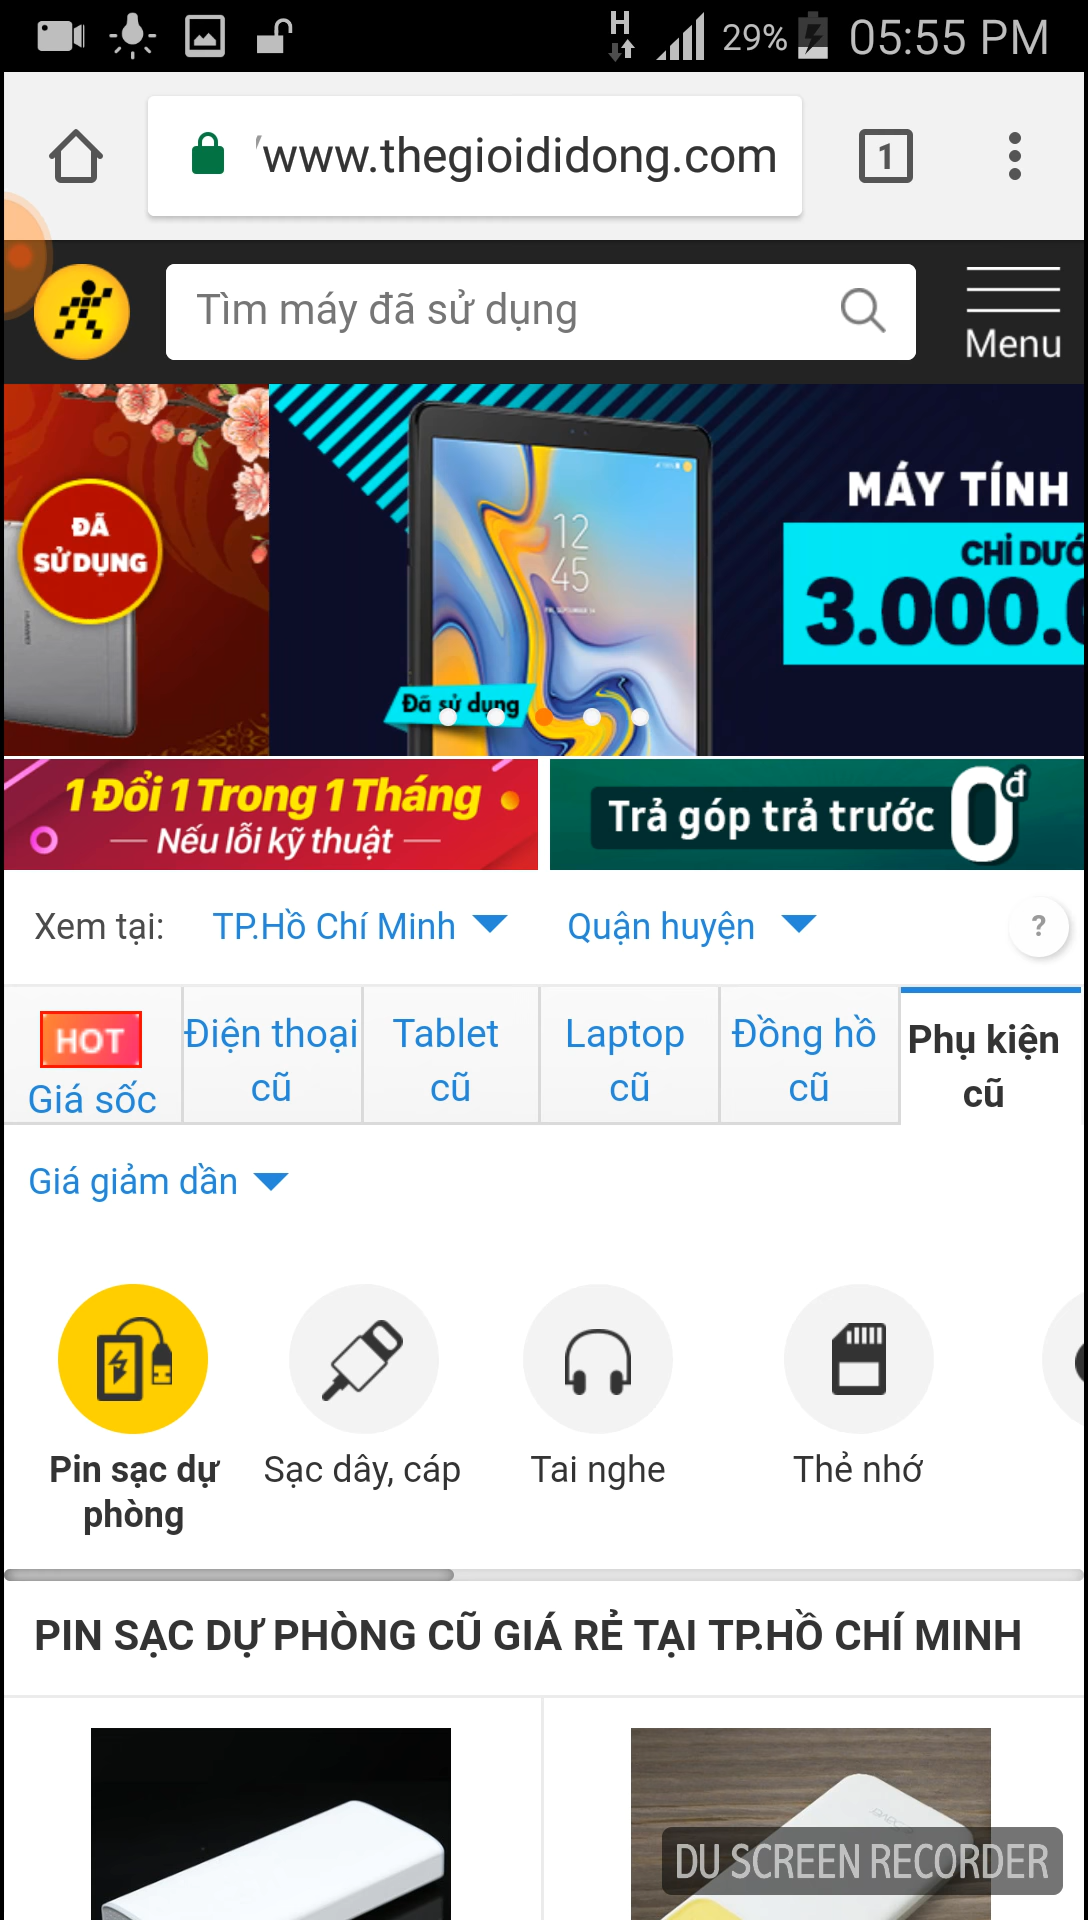 H
29%
05:55 PM
www.thegioididong.com
1
Tìm máy đã sử dụng
Menu
ĐÃ
SỬ DỤNG
12
45
MÁY TÍNH
CHỈ DƯỚ
3.000.0
Đã sử dụng
1 Đổi 1 Trong 1 Tháng
Nếu lỗi kỹ thuật
Trả góp trả trước 0đ
Xem tại: TP.Hồ Chí Minh Quận huyện ?
HOT
Giá sốc
Điện thoại
cũ
Tablet
cũ
Laptop
cũ
Đồng hồ
cũ
Phụ kiện
cũ
Giá giảm dần
Pin sạc dự
phòng
Sạc dây, cáp
Tai nghe
Thẻ nhớ
PIN SẠC DỰ PHÒNG CŨ GIÁ RẺ TẠI TP.HỒ CHÍ MINH
DU SCREEN RECORDER